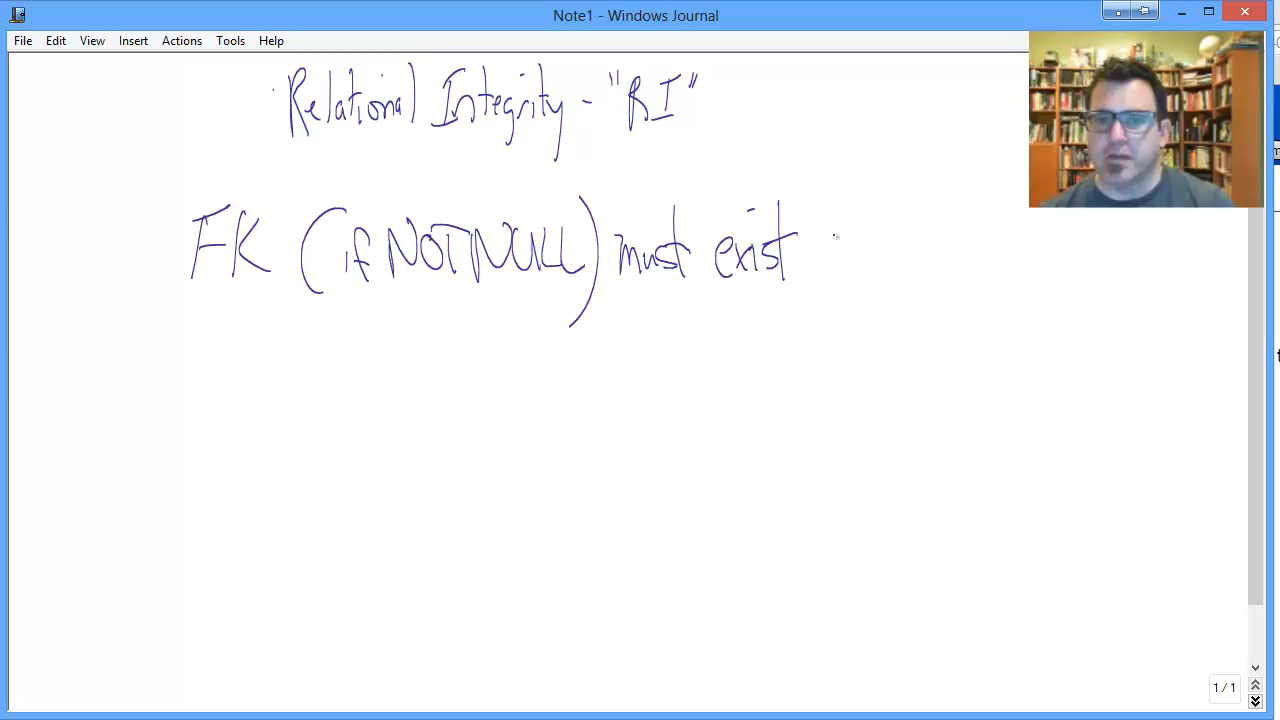 Note1 - Windows Journal
File Edit View Insert Actions Tools Help
Relational Integrity - "RI"
FK (if NOT NULL) must exist
1 / 1